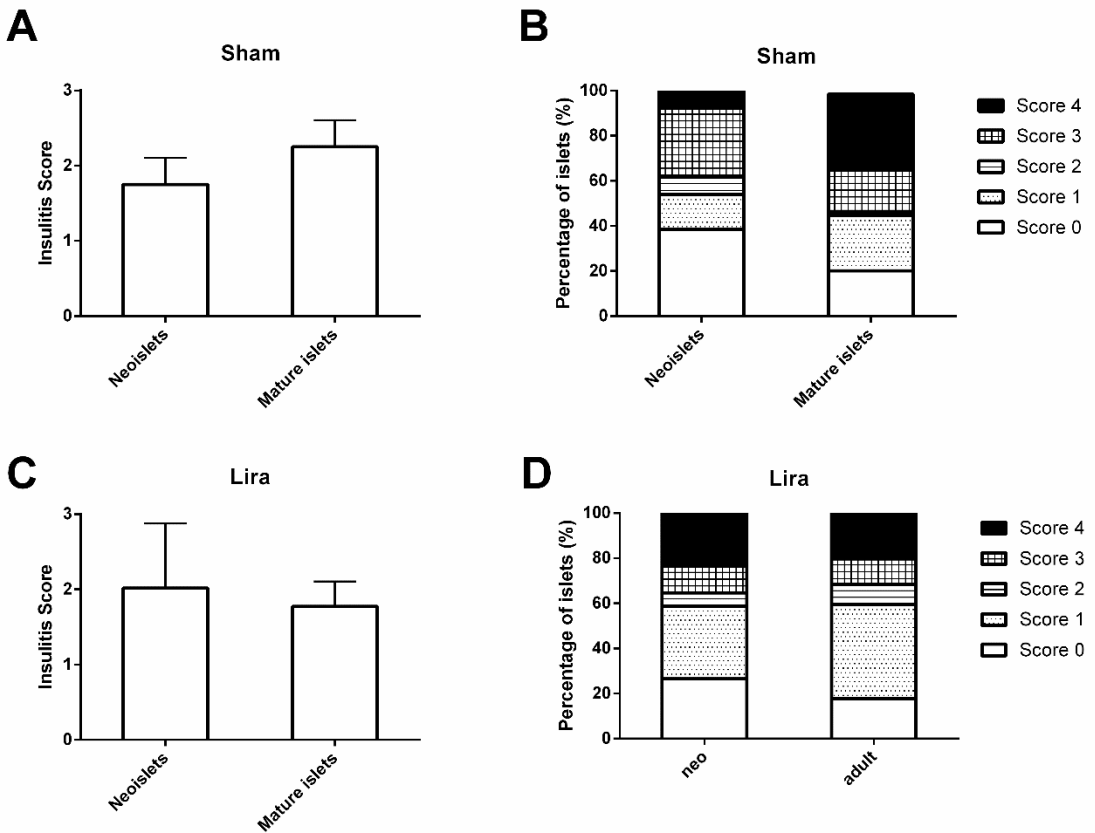 A
Sham
Insulitis Score
3
2
1
0
Neoislets
Mature islets
B
Sham
Percentage of islets (%)
100
80
60
40
20
0
Neoislets
Mature islets
Score 4
Score 3
Score 2
Score 1
Score 0
C
Lira
Insulitis Score
3
2
1
0
Neoislets
Mature islets
D
Lira
Percentage of islets (%)
100
80
60
40
20
0
neo
adult
Score 4
Score 3
Score 2
Score 1
Score 0